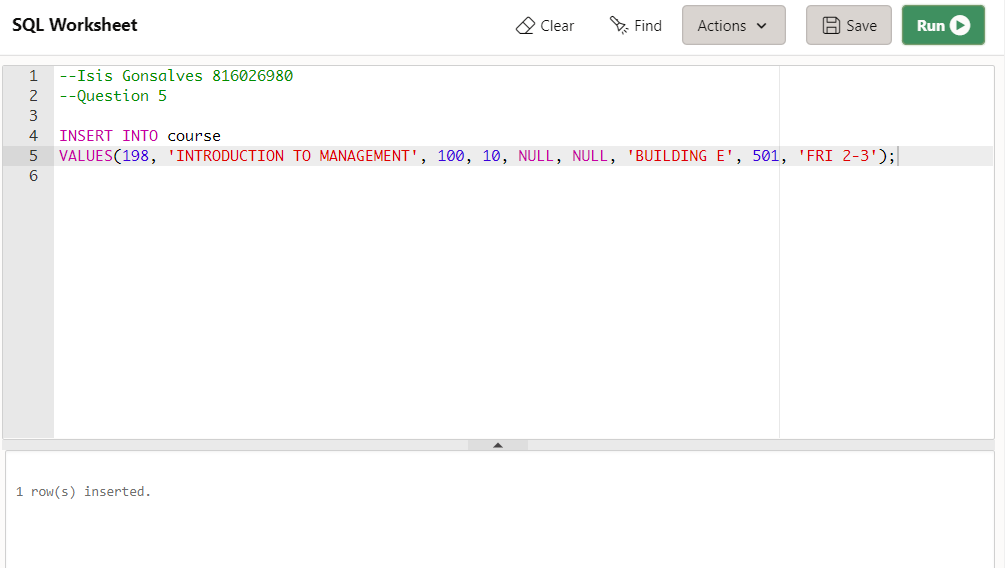 SQL Worksheet
Clear
Find
Actions
Save
Run
1 --Isis Gonsalves 816026980
2 --Question 5
3
4 INSERT INTO course
5 VALUES(198, 'INTRODUCTION TO MANAGEMENT', 100, 10, NULL, NULL, 'BUILDING E', 501, 'FRI 2-3');
6
1 row(s) inserted.